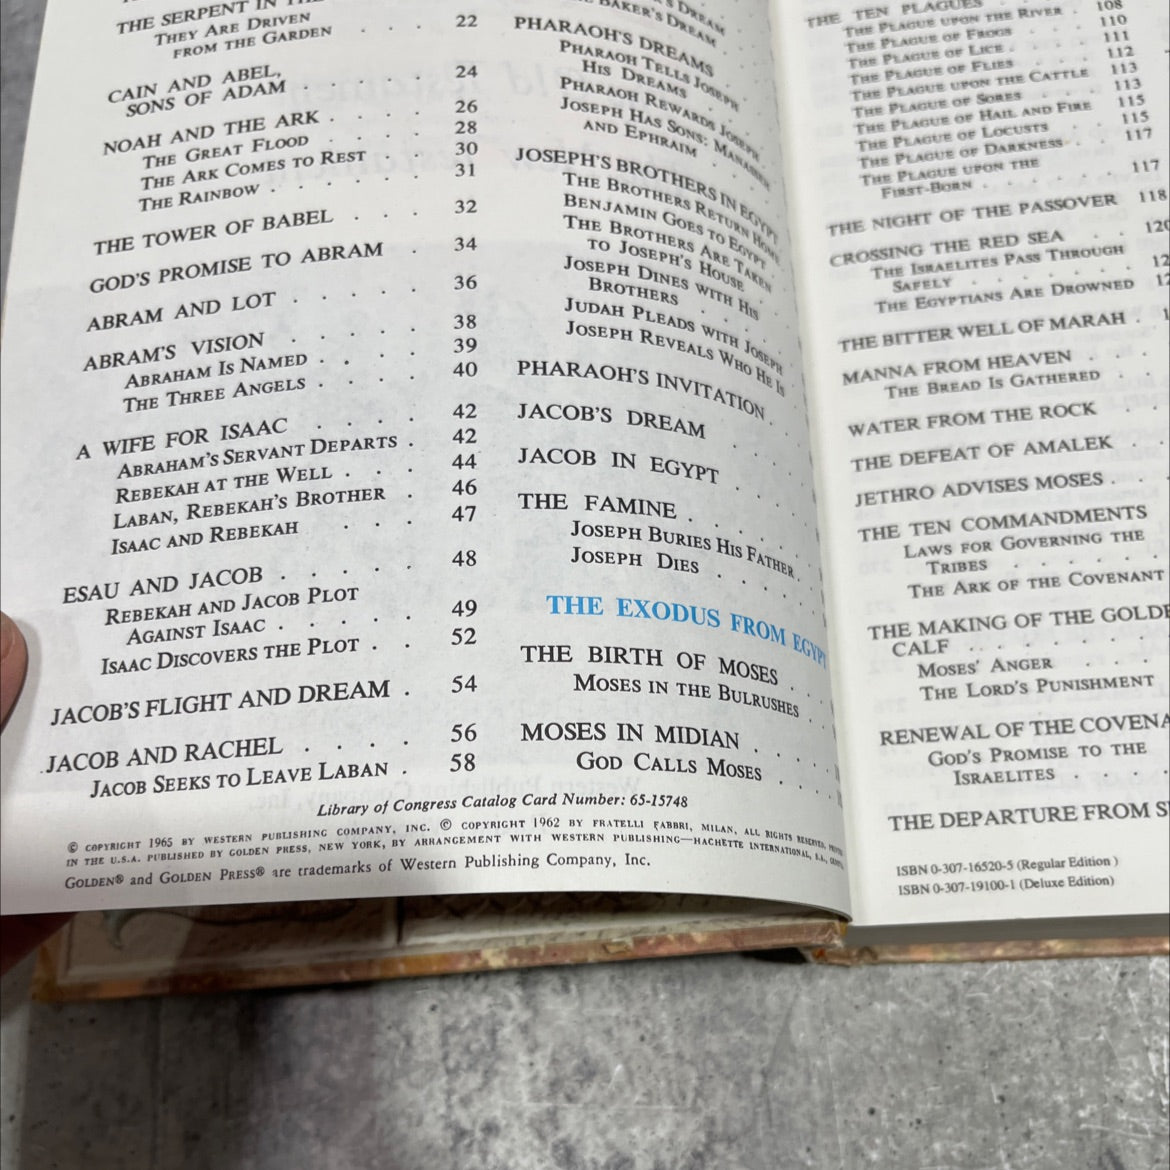 THE SERPENT IN THE
THEY ARE DRIVEN
FROM THE GARDEN . . . 22
CAIN AND ABEL,
SONS OF ADAM . . . . 24
NOAH AND THE ARK . . . . 26
THE GREAT FLOOD . . . . 28
THE ARK COMES TO REST . . 30
THE RAINBOW . . . . . . 31
THE TOWER OF BABEL . . . 32
GOD'S PROMISE TO ABRAM . 34
ABRAM AND LOT . . . . 36
ABRAM'S VISION . . . . 38
ABRAHAM IS NAMED . . . . 39
THE THREE ANGELS . . . . 40
A WIFE FOR ISAAC . . . . 42
ABRAHAM'S SERVANT DEPARTS . 42
REBEKAH AT THE WELL . . . 44
LABAN, REBEKAH'S BROTHER . 46
ISAAC AND REBEKAH . . . 47
ESAU AND JACOB . . . . . 48
REBEKAH AND JACOB PLOT
AGAINST ISAAC . . . . . 49
ISAAC DISCOVERS THE PLOT . . 52
JACOB'S FLIGHT AND DREAM . 54
JACOB AND RACHEL . . . . 56
JACOB SEEKS TO LEAVE LABAN . 58
BAKER'S DREAM
PHARAOH'S DREAMS
PHARAOH TELLS JOSEPH
HIS DREAMS
PHARAOH REWARDS JOSEPH
JOSEPH HAS SONS: MANASSEH
AND EPHRAIM
JOSEPH'S BROTHERS IN EGYPT
THE BROTHERS RETURN HOME
BENJAMIN GOES TO EGYPT
THE BROTHERS ARE TAKEN
TO JOSEPH'S HOUSE
JOSEPH DINES WITH HIS
BROTHERS
JUDAH PLEADS WITH JOSEPH
JOSEPH REVEALS WHO HE IS
PHARAOH'S INVITATION
JACOB'S DREAM
JACOB IN EGYPT
THE FAMINE
JOSEPH BURIES HIS FATHER
JOSEPH DIES
THE EXODUS FROM EGYPT
THE BIRTH OF MOSES
MOSES IN THE BULRUSHES
MOSES IN MIDIAN
GOD CALLS MOSES
Library of Congress Catalog Card Number: 65-15748
© COPYRIGHT 1965 BY WESTERN PUBLISHING COMPANY, INC. © COPYRIGHT 1962 BY FRATELLI FABBRI, MILAN, ALL RIGHTS RESERVED.
IN THE U.S.A. PUBLISHED BY GOLDEN PRESS, NEW YORK, BY ARRANGEMENT WITH WESTERN PUBLISHING—HACHETTE INTERNATIONAL, S.A.,
GOLDEN® and GOLDEN PRESS® are trademarks of Western Publishing Company, Inc.
THE TEN PLAGUES . . . 108
THE PLAGUE UPON THE RIVER . 110
THE PLAGUE OF FROGS 111
THE PLAGUE OF LICE . 112
THE PLAGUE OF FLIES 113
THE PLAGUE UPON THE CATTLE 113
THE PLAGUE OF SORES 115
THE PLAGUE OF HAIL AND FIRE 115
THE PLAGUE OF LOCUSTS 117
THE PLAGUE OF DARKNESS
THE PLAGUE UPON THE
FIRST-BORN . . . . . . 117
THE NIGHT OF THE PASSOVER 118
CROSSING THE RED SEA . . 120
THE ISRAELITES PASS THROUGH
SAFELY
THE EGYPTIANS ARE DROWNED
THE BITTER WELL OF MARAH .
MANNA FROM HEAVEN . . .
THE BREAD IS GATHERED . .
WATER FROM THE ROCK . .
THE DEFEAT OF AMALEK . .
JETHRO ADVISES MOSES . .
THE TEN COMMANDMENTS
LAWS FOR GOVERNING THE
TRIBES
THE ARK OF THE COVENANT
THE MAKING OF THE GOLDE
CALF
MOSES' ANGER
THE LORD'S PUNISHMENT
RENEWAL OF THE COVENA
GOD'S PROMISE TO THE
ISRAELITES
THE DEPARTURE FROM S
ISBN 0-307-16520-5 (Regular Edition )
ISBN 0-307-19100-1 (Deluxe Edition)